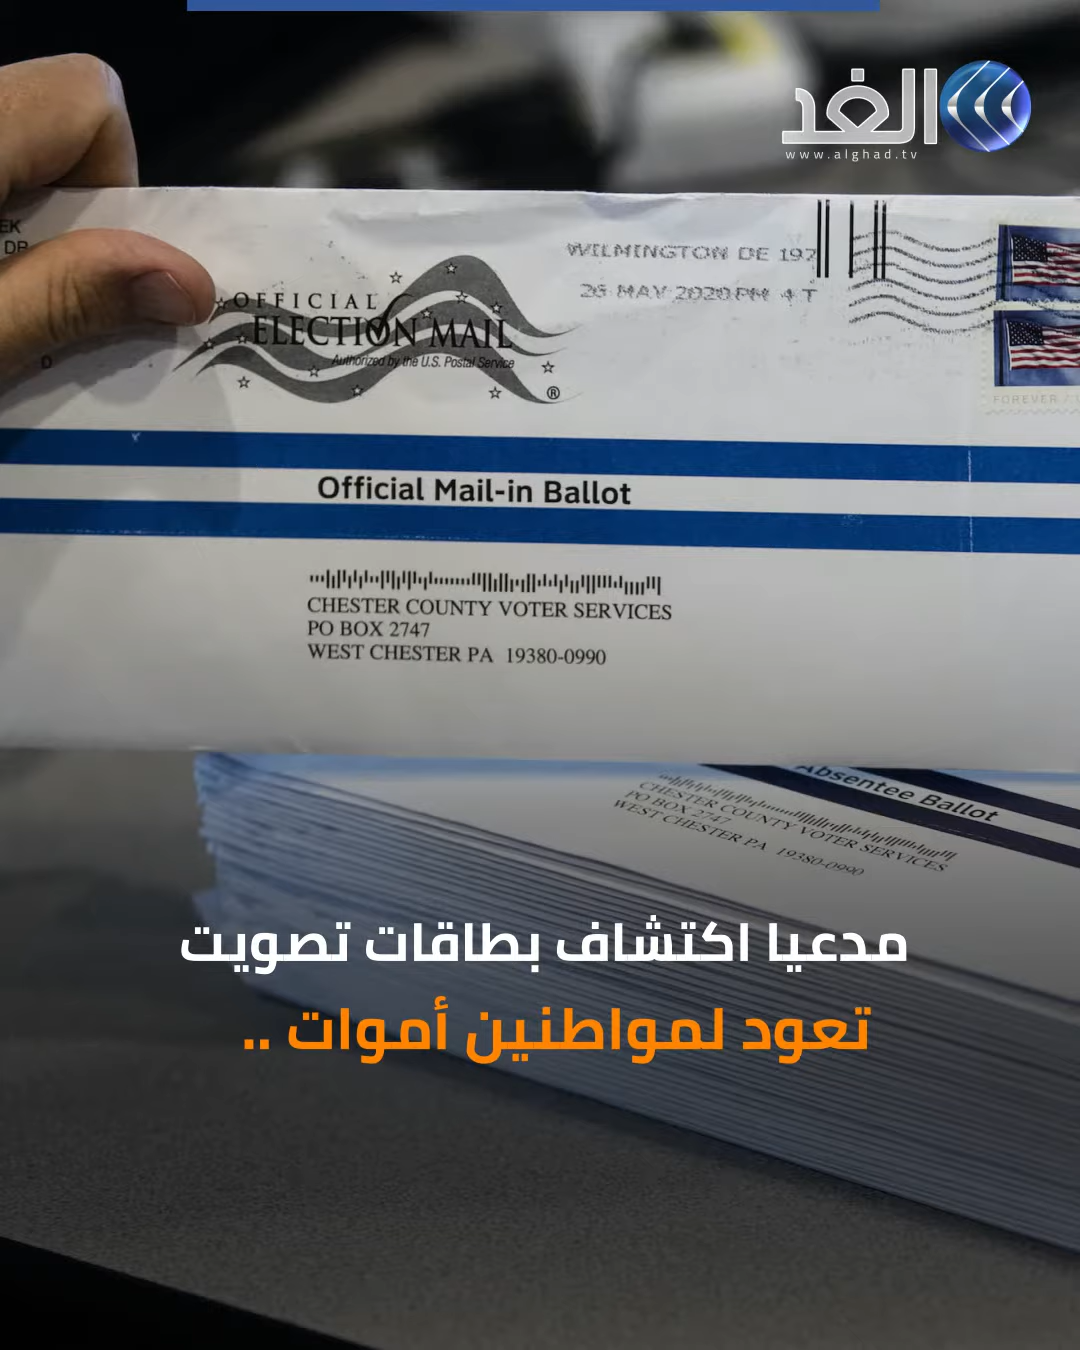 الغد
www.alghad.tv
EK
DR
D
WILMINGTON DE 197
26 MAY 2020 PM 4 T
OFFICIAL
ELECTION MAIL
Authorized by the U.S. Postal Service
®
FOREVER /
Official Mail-in Ballot
CHESTER COUNTY VOTER SERVICES
PO BOX 2747
WEST CHESTER PA 19380-0990
Absentee Ballot
CHESTER COUNTY VOTER SERVICES
PO BOX 2747
WEST CHESTER PA 19380-0990
مدعيا اكتشاف بطاقات تصويت
تعود لمواطنين أموات ..